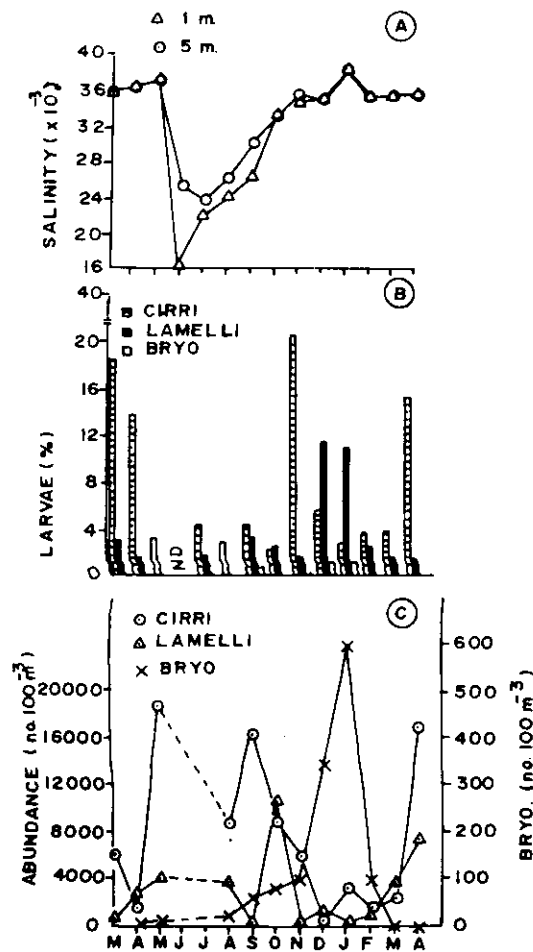 A
△ 1 m.
○ 5 m.
SALINITY (x 10⁻³)
40
36
32
28
24
20
16
B
CIRRI
LAMELLI
BRYO
LARVAE (%)
40
20
16
12
8
4
0
ND
C
CIRRI
LAMELLI
BRYO
ABUNDANCE (no. 100 m⁻³)
20000
16000
12000
8000
4000
0
BRYO. (no. 100 m⁻³)
600
500
400
300
200
100
0
M A M J J A S O N D J F M A